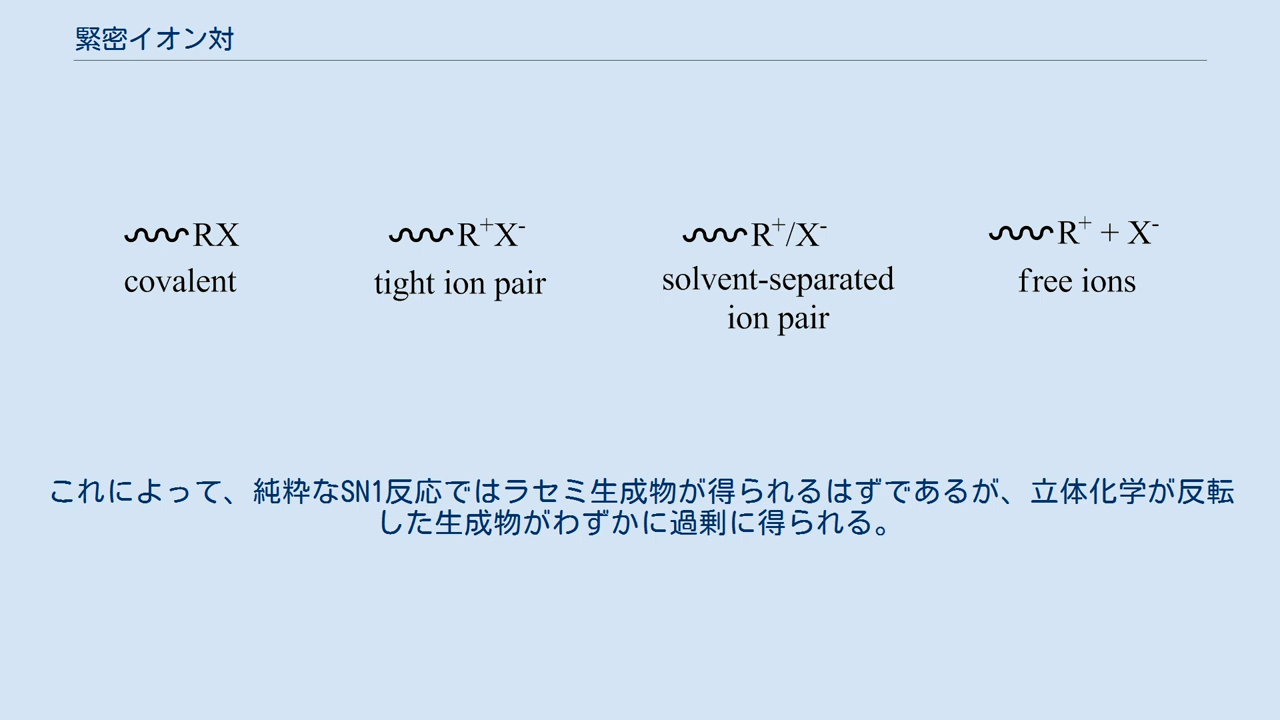 緊密イオン対
RX
R⁺X⁻
R⁺/X⁻
R⁺ + X⁻
covalent
tight ion pair
solvent-separated
ion pair
free ions
これによって、純粋なSN1反応ではラセミ生成物が得られるはずであるが、立体化学が反転
した生成物がわずかに過剰に得られる。